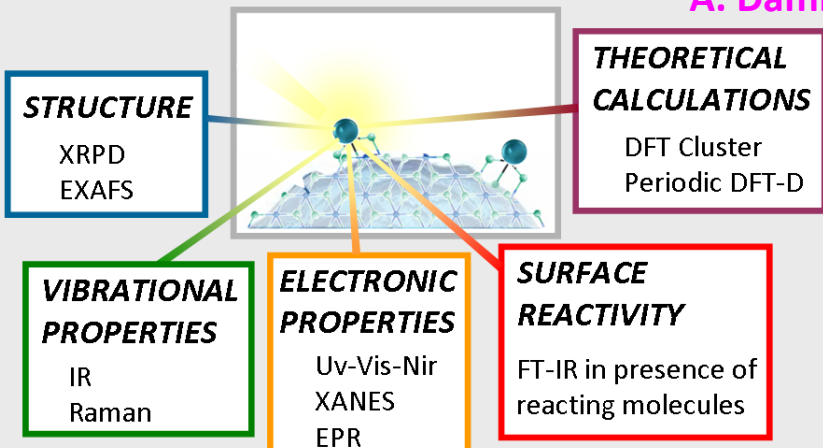 A. Dami
STRUCTURE
XRPD
EXAFS
THEORETICAL
CALCULATIONS
DFT Cluster
Periodic DFT-D
VIBRATIONAL
PROPERTIES
IR
Raman
ELECTRONIC
PROPERTIES
Uv-Vis-Nir
XANES
EPR
SURFACE
REACTIVITY
FT-IR in presence of
reacting molecules